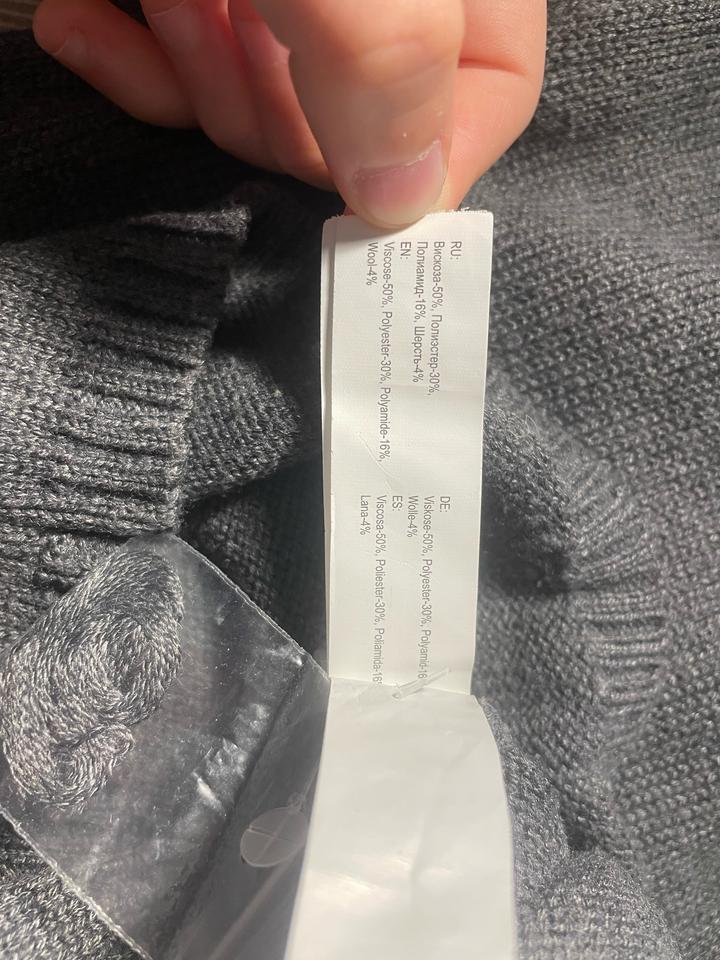 RU:
Вискоза-50%, Полиэстер-30%,
Полиамид-16%, Шерсть-4%
EN:
Viscose-50%, Polyester-30%, Polyamide-16%,
Wool-4%
DE:
Viskose-50%, Polyester-30%, Polyamid-16
Wolle-4%
ES:
Viscosa-50%, Poliester-30%, Poliamida-16
Lana-4%